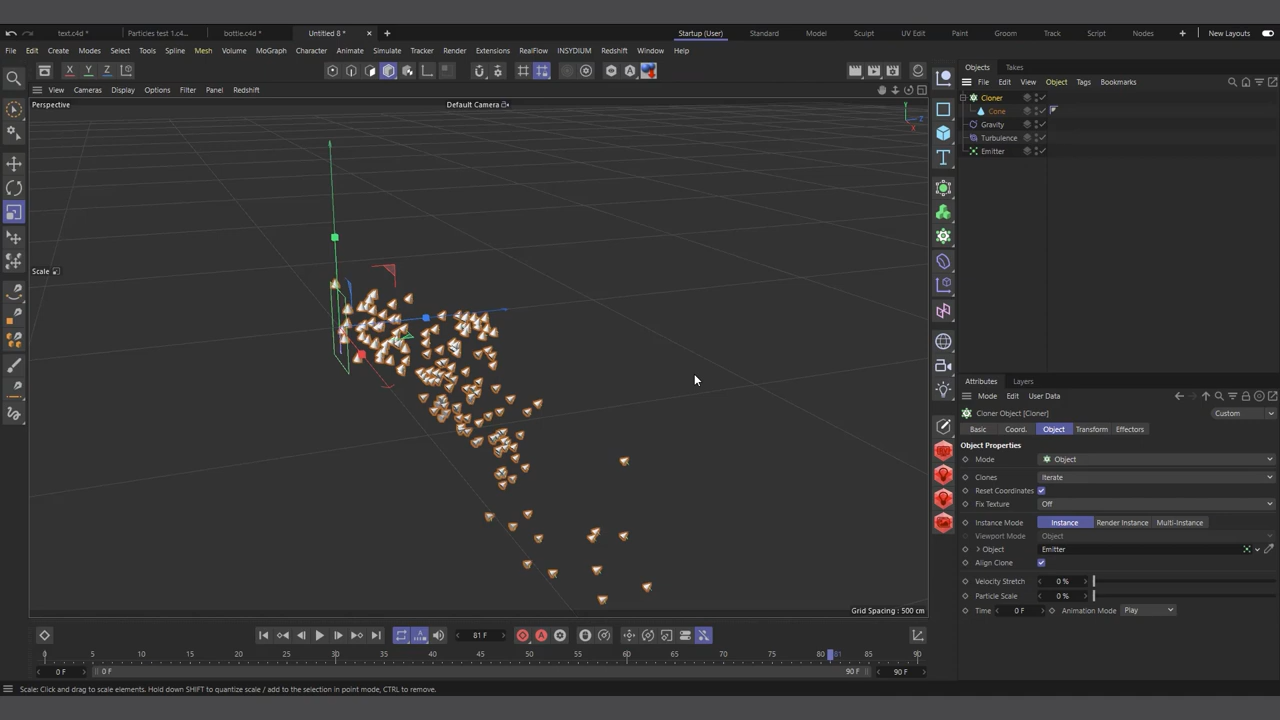 text.c4d *
Particles test 1.c4...
bottle.c4d *
Untitled 8 *
Startup (User)
Standard
Model
Sculpt
UV Edit
Paint
Groom
Track
Script
Nodes
New Layouts
File
Edit
Create
Modes
Select
Tools
Spline
Mesh
Volume
MoGraph
Character
Animate
Simulate
Tracker
Render
Extensions
RealFlow
INSYDIUM
Redshift
Window
Help
X
Y
Z
Objects
Takes
File
Edit
View
Object
Tags
Bookmarks
View
Cameras
Display
Options
Filter
Panel
Redshift
Perspective
Default Camera
Cloner
Cone
Gravity
Turbulence
Emitter
Scale
Grid Spacing : 500 cm
Attributes
Layers
Mode
Edit
User Data
Cloner Object [Cloner]
Custom
Basic
Coord.
Object
Transform
Effectors
Object Properties
Mode
Object
Clones
Iterate
Reset Coordinates
Fix Texture
Off
Instance Mode
Instance
Render Instance
Multi-Instance
Viewport Mode
Object
Object
Emitter
Align Clone
Velocity Stretch
0 %
Particle Scale
0 %
Time
0 F
Animation Mode
Play
81 F
0
5
10
15
20
25
30
35
40
45
50
55
60
65
70
75
80
81
85
90
0 F
0 F
90 F
90 F
Scale: Click and drag to scale elements. Hold down SHIFT to quantize scale / add to the selection in point mode, CTRL to remove.